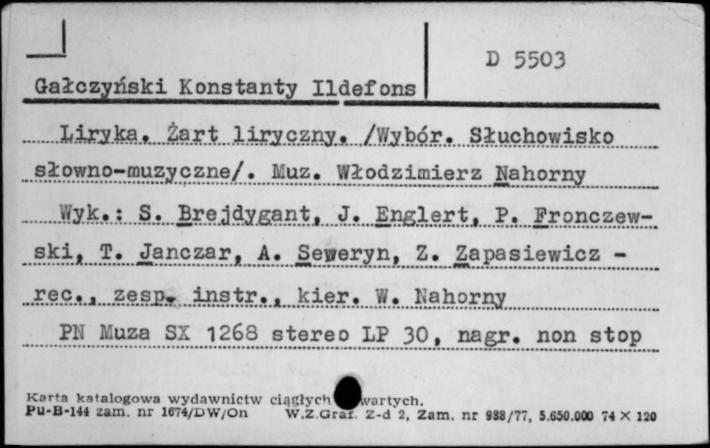 D 5503
Gałczyński Konstanty Ildefons
Liryka. Żart liryczny. /Wybór. Słuchowisko
słowno-muzyczne/. Muz. Włodzimierz Nahorny
Wyk.: S. Brejdygant, J. Englert, P. Fronczew-
ski, T. Janczar, A. Seweryn, Z. Zapasiewicz -
rec., zesp. instr., kier. W. Nahorny
PN Muza SX 1268 stereo LP 30, nagr. non stop
Karta katalogowa wydawnictw ciągłych wartych.
Pu-B-144 zam. nr 1674/DW/On W.Z.Graf. Z-d 2, Zam. nr 988/77, 5.650.000 74 × 120